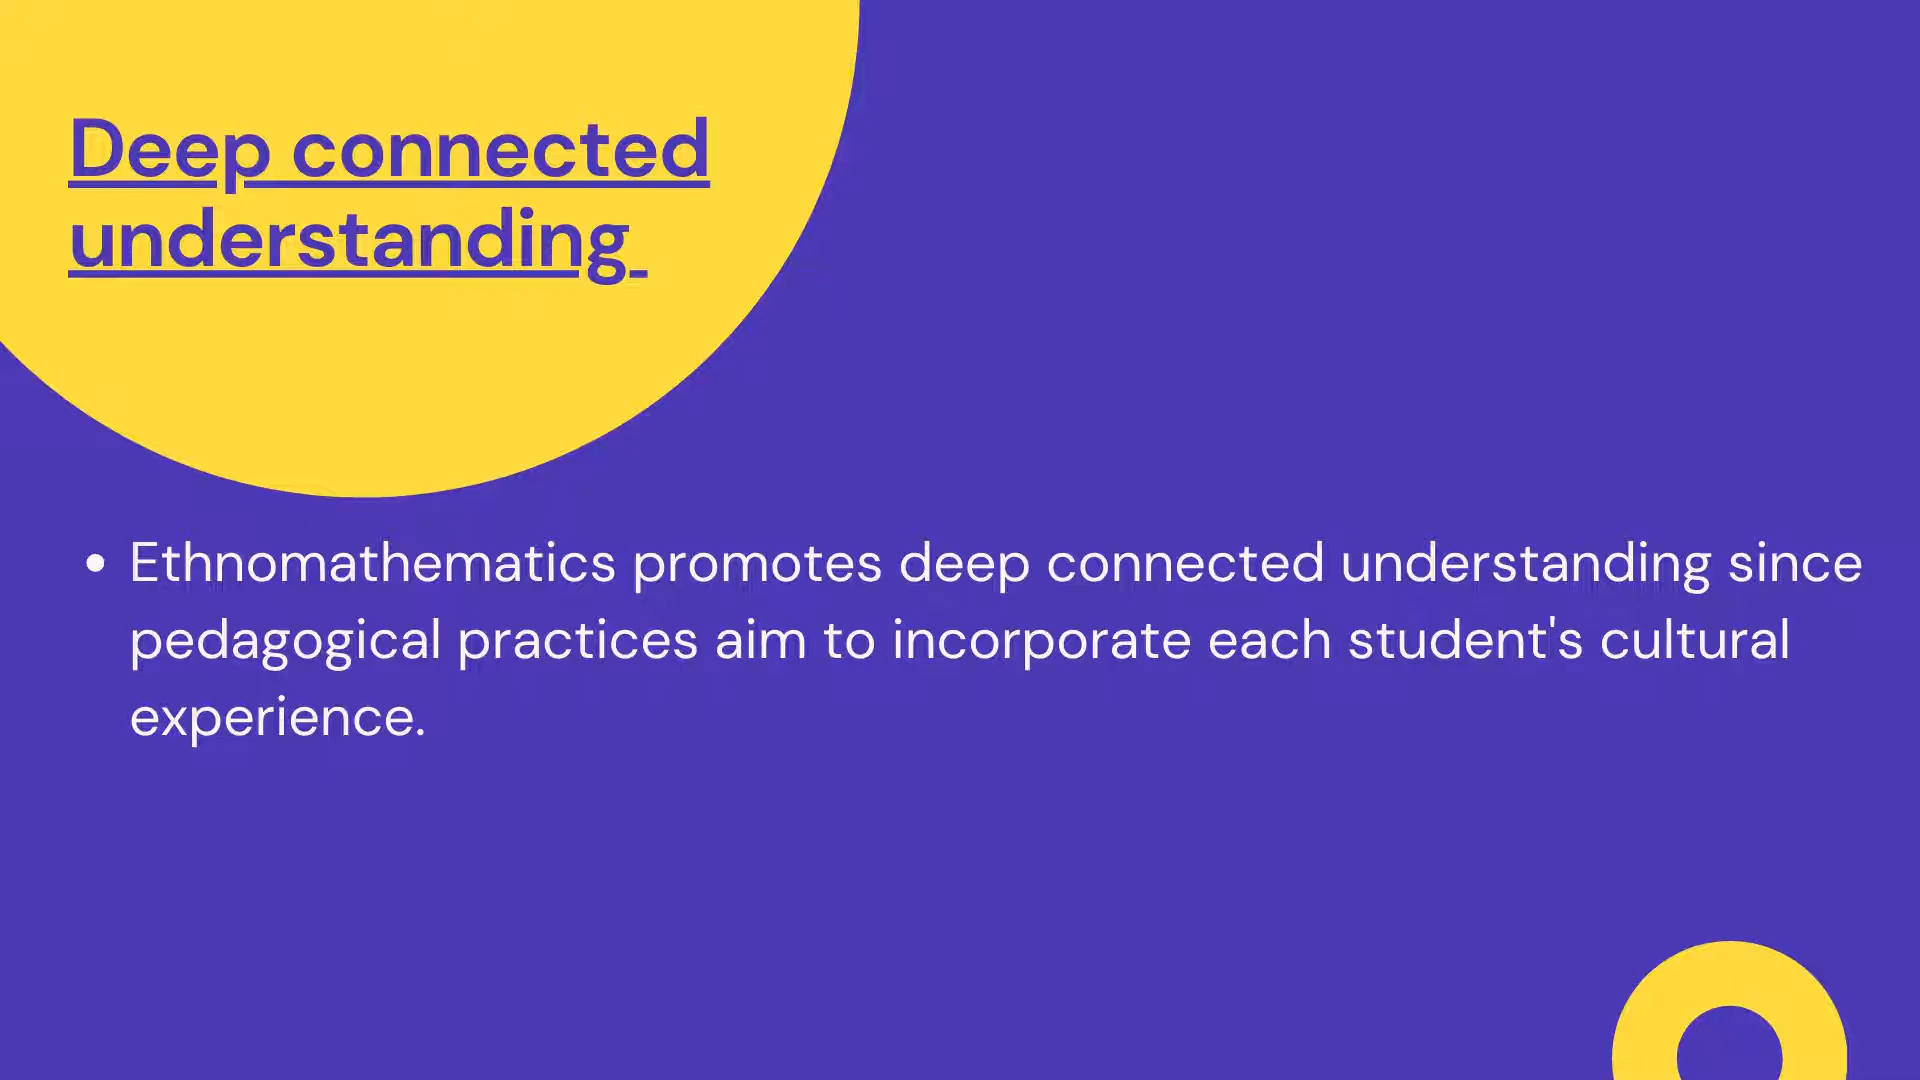 Deep connected
understanding
• Ethnomathematics promotes deep connected understanding since
pedagogical practices aim to incorporate each student's cultural
experience.